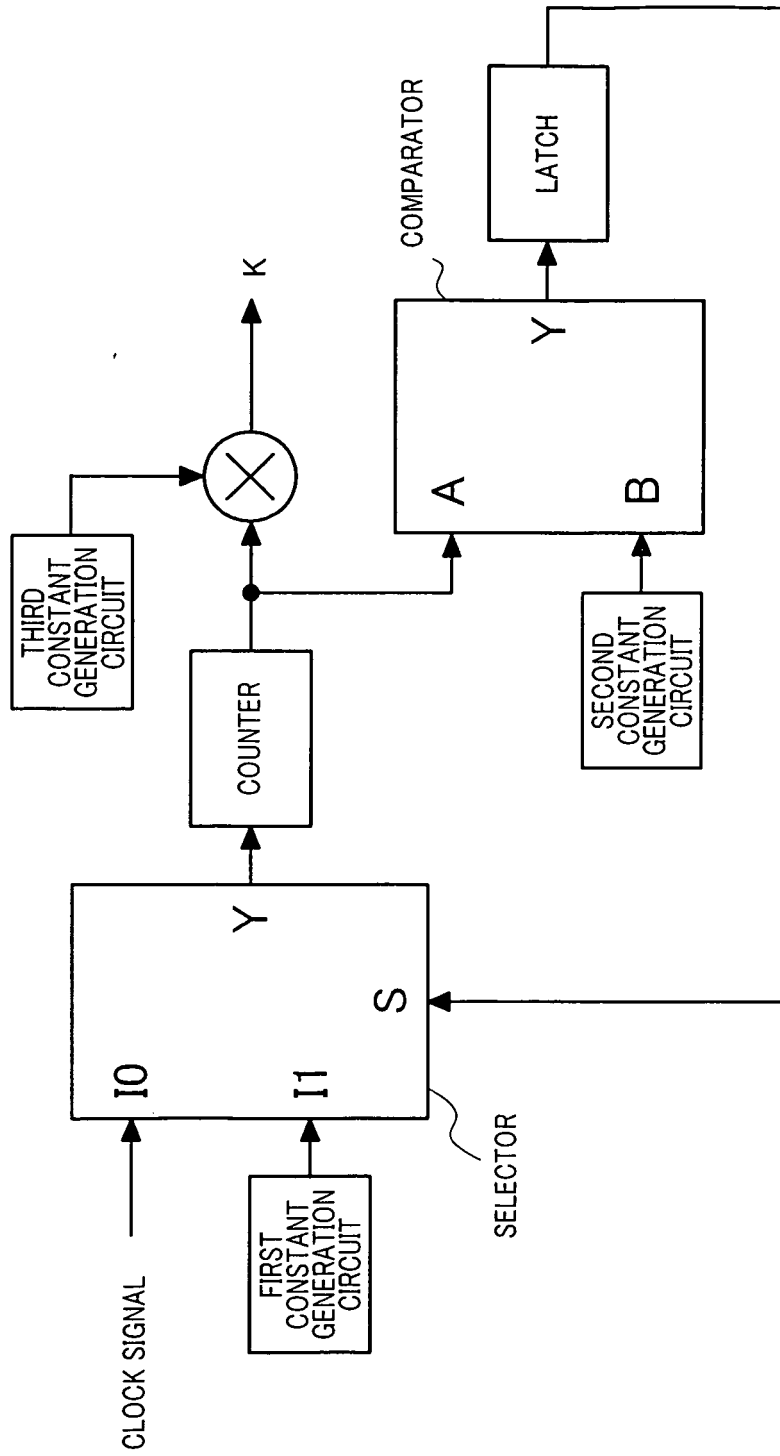 CLOCK SIGNAL
FIRST
CONSTANT
GENERATION
CIRCUIT
I0
I1
Y
S
SELECTOR
COUNTER
THIRD
CONSTANT
GENERATION
CIRCUIT
K
SECOND
CONSTANT
GENERATION
CIRCUIT
A
B
Y
COMPARATOR
LATCH